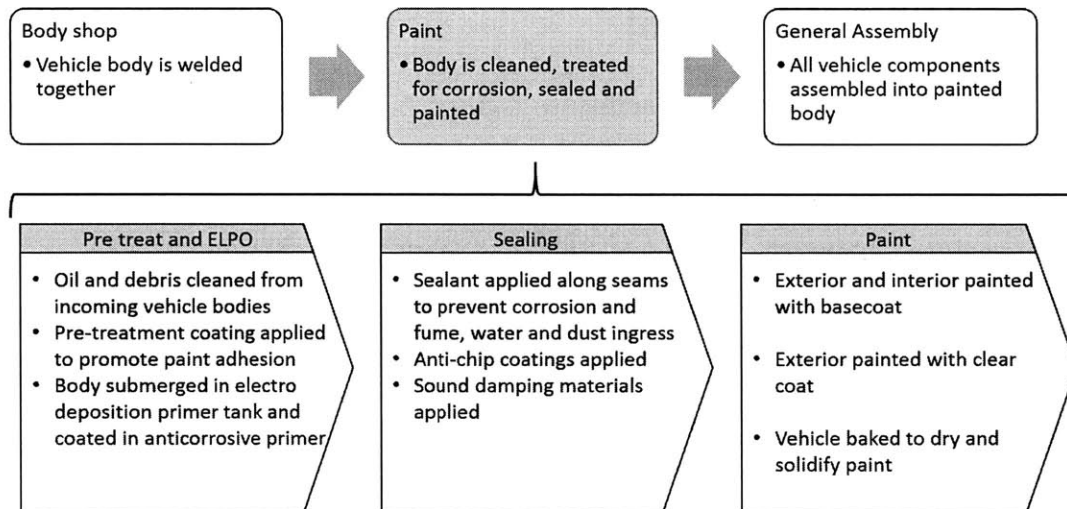 Body shop
• Vehicle body is welded
together
Paint
• Body is cleaned, treated
for corrosion, sealed and
painted
General Assembly
• All vehicle components
assembled into painted
body
Pre treat and ELPO
• Oil and debris cleaned from
incoming vehicle bodies
• Pre-treatment coating applied
to promote paint adhesion
• Body submerged in electro
deposition primer tank and
coated in anticorrosive primer
Sealing
• Sealant applied along seams
to prevent corrosion and
fume, water and dust ingress
• Anti-chip coatings applied
• Sound damping materials
applied
Paint
• Exterior and interior painted
with basecoat
• Exterior painted with clear
coat
• Vehicle baked to dry and
solidify paint